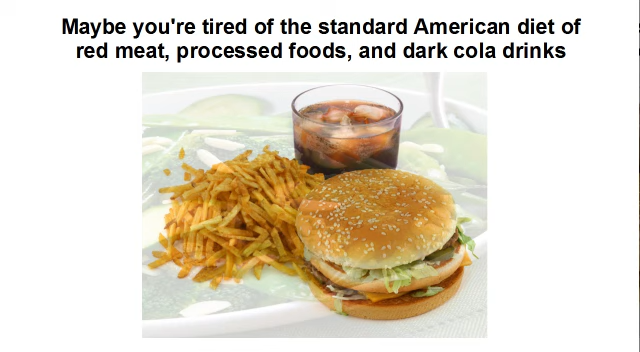 Maybe you're tired of the standard American diet of
red meat, processed foods, and dark cola drinks